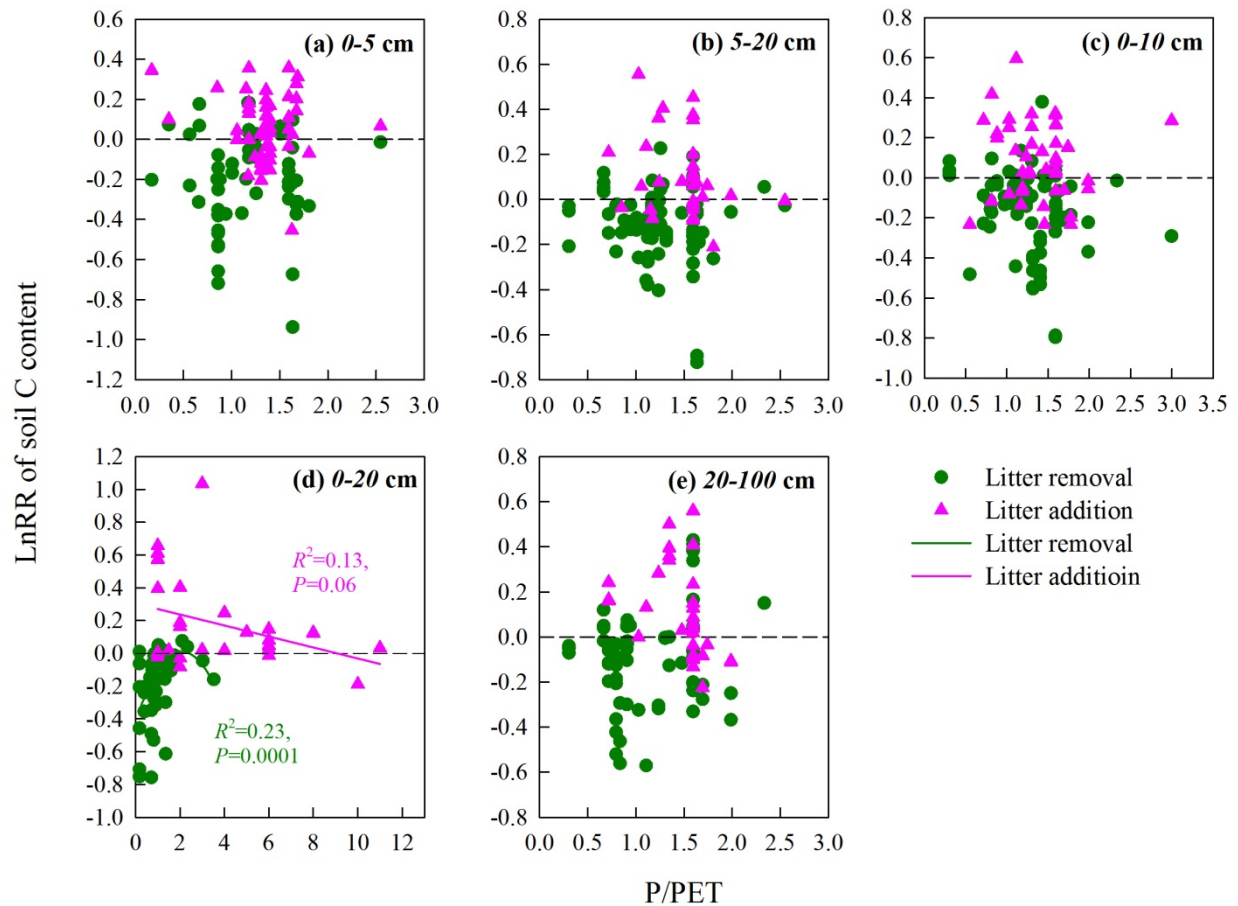 (a) 0-5 cm
0.6
0.4
0.2
0.0
-0.2
-0.4
-0.6
-0.8
-1.0
-1.2
0.0 0.5 1.0 1.5 2.0 2.5 3.0
(b) 5-20 cm
0.8
0.6
0.4
0.2
0.0
-0.2
-0.4
-0.6
-0.8
0.0 0.5 1.0 1.5 2.0 2.5 3.0
(c) 0-10 cm
0.8
0.6
0.4
0.2
0.0
-0.2
-0.4
-0.6
-0.8
-1.0
0.0 0.5 1.0 1.5 2.0 2.5 3.0 3.5
LnRR of soil C content
(d) 0-20 cm
1.2
1.0
0.8
0.6
0.4
0.2
0.0
-0.2
-0.4
-0.6
-0.8
-1.0
R²=0.13,
P=0.06
R²=0.23,
P=0.0001
0 2 4 6 8 10 12
(e) 20-100 cm
0.8
0.6
0.4
0.2
0.0
-0.2
-0.4
-0.6
-0.8
0.0 0.5 1.0 1.5 2.0 2.5 3.0
Litter removal
Litter addition
Litter removal
Litter additioin
P/PET